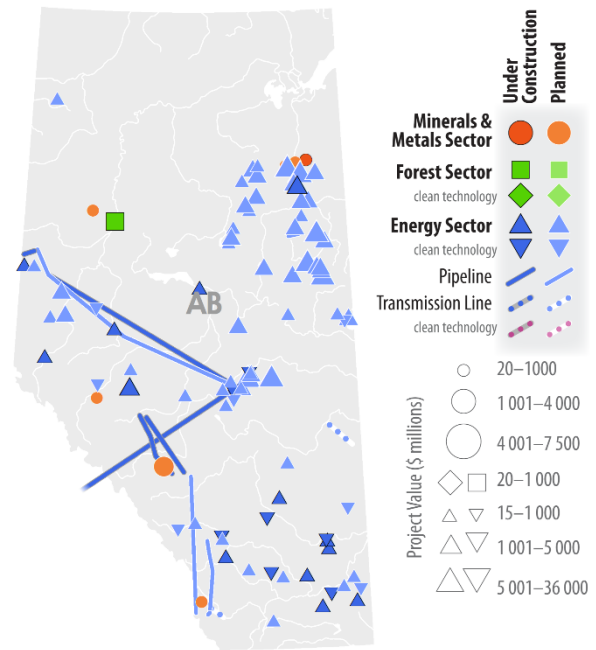 Under
Construction
Planned
Minerals &
Metals Sector
Forest Sector
clean technology
Energy Sector
clean technology
Pipeline
Transmission Line
clean technology
AB
Project Value ($ millions)
20–1000
1 001–4 000
4 001–7 500
20–1 000
15–1 000
1 001–5 000
5 001–36 000